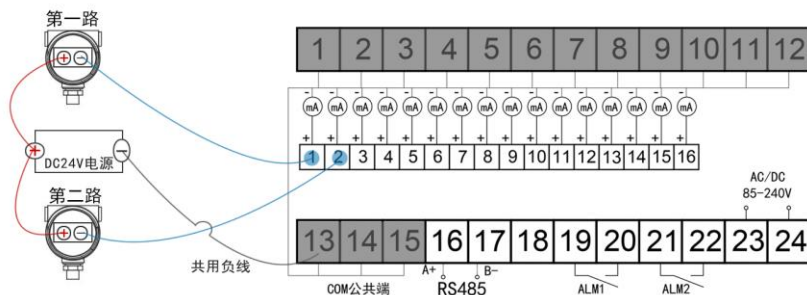 第一路
1 2 3 4 5 6 7 8 9 10 11 12
- - - - - - - - - - - - - - - -
mA mA mA mA mA mA mA mA mA mA mA mA mA mA mA mA
+ + + + + + + + + + + + + + + +
1 2 3 4 5 6 7 8 9 10 11 12 13 14 15 16
+ -
+ DC24V电源 -
第二路
+ -
AC/DC
85-240V
13 14 15 16 17 18 19 20 21 22 23 24
共用负线
COM公共端
A+ RS485 B-
ALM1
ALM2